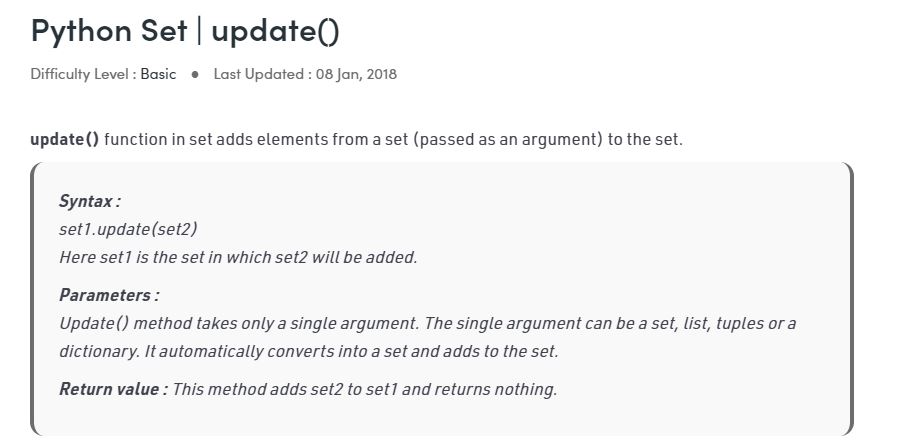 Python Set | update()
Difficulty Level : Basic ● Last Updated : 08 Jan, 2018
update() function in set adds elements from a set (passed as an argument) to the set.
Syntax :
set1.update(set2)
Here set1 is the set in which set2 will be added.
Parameters :
Update() method takes only a single argument. The single argument can be a set, list, tuples or a
dictionary. It automatically converts into a set and adds to the set.
Return value : This method adds set2 to set1 and returns nothing.